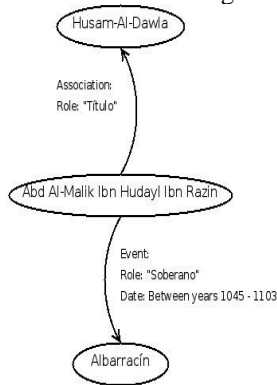 Husam-Al-Dawla
Association:
Role: "Título"
Abd Al-Malik Ibn Hudayl Ibn Razin
Event:
Role: "Soberano"
Date: Between years 1045 - 1103
Albarracín